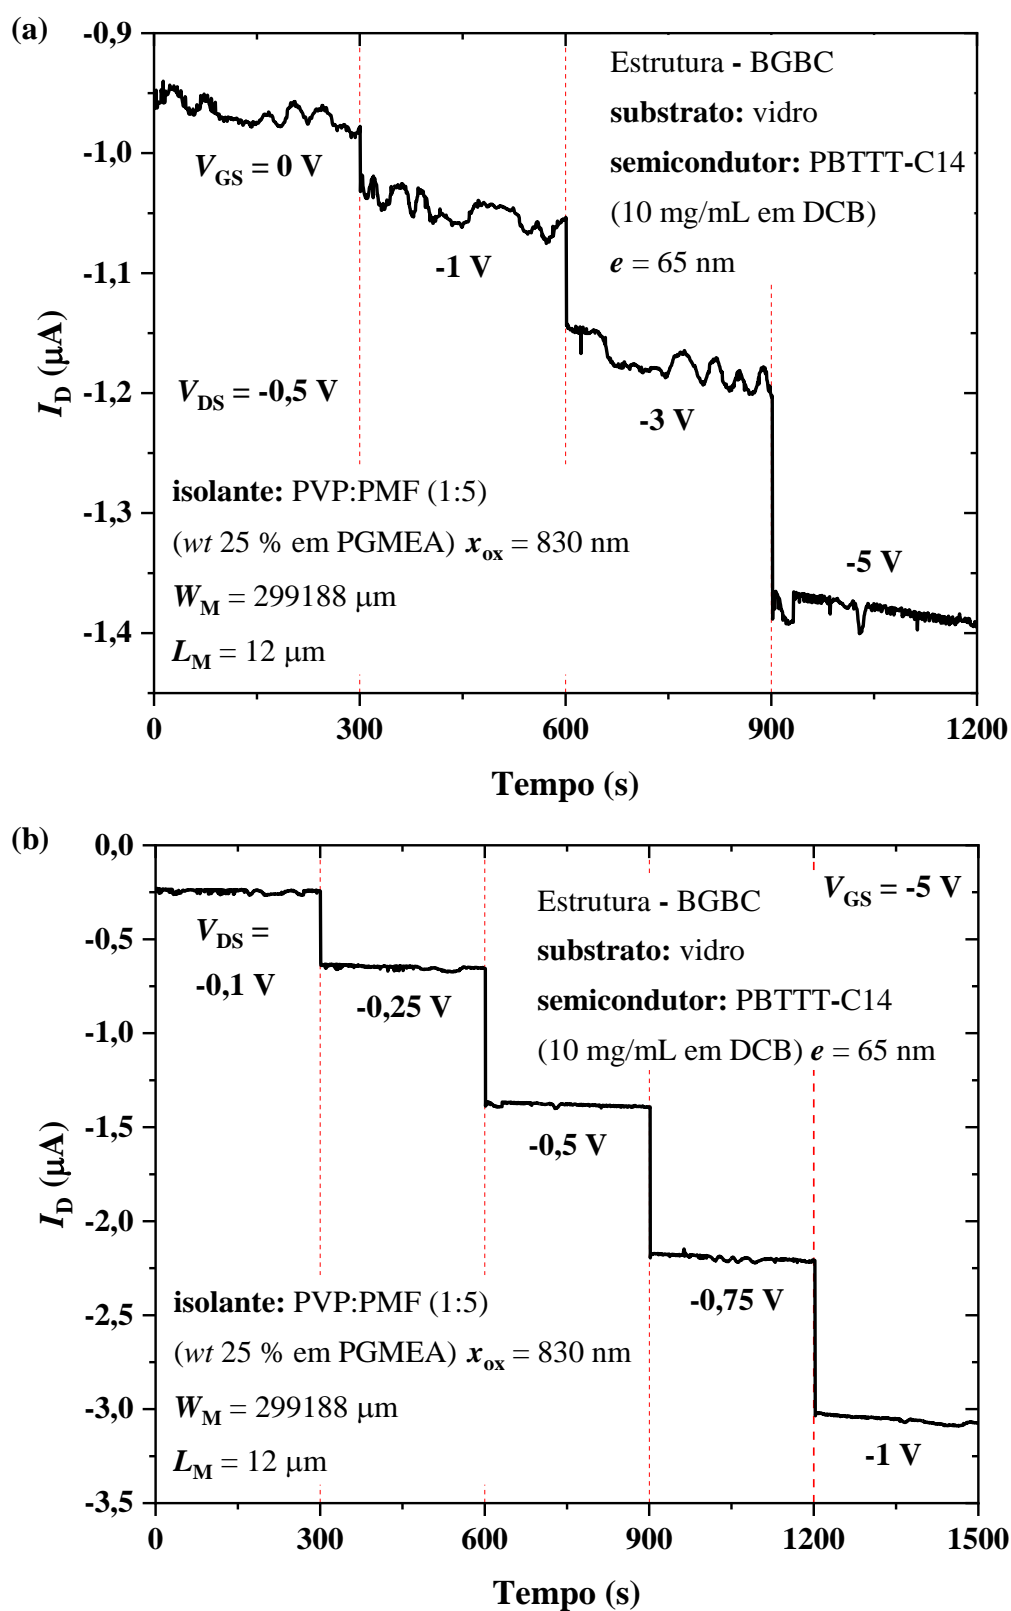 (a)
-0,9
-1,0
-1,1
-1,2
-1,3
-1,4
I_D (μA)
Estrutura - BGBC
substrato: vidro
semicondutor: PBTTT-C14
(10 mg/mL em DCB)
e = 65 nm
V_GS = 0 V
-1 V
-3 V
-5 V
V_DS = -0,5 V
isolante: PVP:PMF (1:5)
(wt 25 % em PGMEA) x_ox = 830 nm
W_M = 299188 μm
L_M = 12 μm
0 300 600 900 1200
Tempo (s)
(b)
0,0
-0,5
-1,0
-1,5
-2,0
-2,5
-3,0
-3,5
I_D (μA)
V_GS = -5 V
Estrutura - BGBC
substrato: vidro
semicondutor: PBTTT-C14
(10 mg/mL em DCB) e = 65 nm
V_DS =
-0,1 V
-0,25 V
-0,5 V
-0,75 V
-1 V
isolante: PVP:PMF (1:5)
(wt 25 % em PGMEA) x_ox = 830 nm
W_M = 299188 μm
L_M = 12 μm
0 300 600 900 1200 1500
Tempo (s)